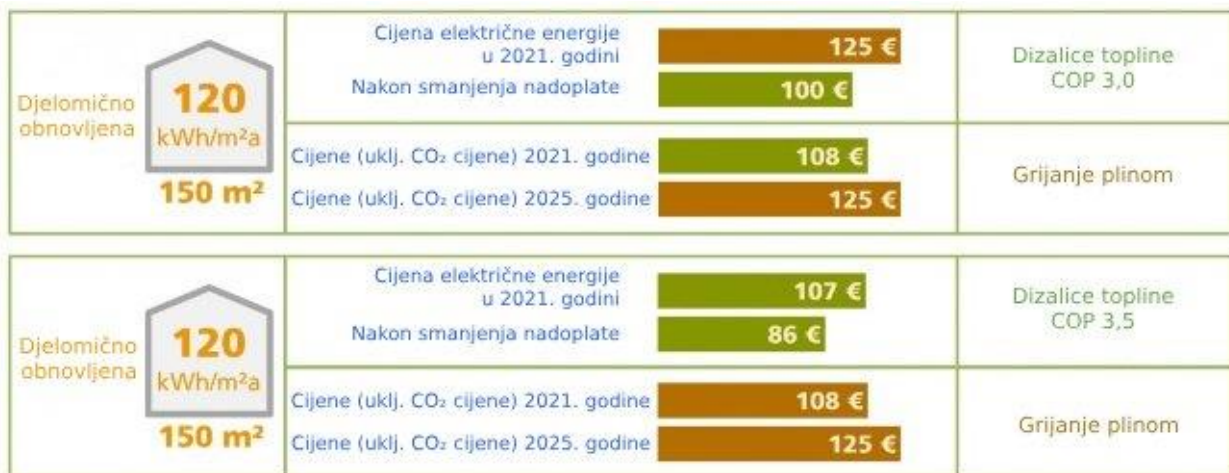 Djelomično
obnovljena
120
kWh/m²a
150 m²
Cijena električne energije
u 2021. godini
125 €
Nakon smanjenja nadoplate
100 €
Dizalice topline
COP 3,0
Cijene (uklj. CO₂ cijene) 2021. godine
108 €
Cijene (uklj. CO₂ cijene) 2025. godine
125 €
Grijanje plinom
Djelomično
obnovljena
120
kWh/m²a
150 m²
Cijena električne energije
u 2021. godini
107 €
Nakon smanjenja nadoplate
86 €
Dizalice topline
COP 3,5
Cijene (uklj. CO₂ cijene) 2021. godine
108 €
Cijene (uklj. CO₂ cijene) 2025. godine
125 €
Grijanje plinom